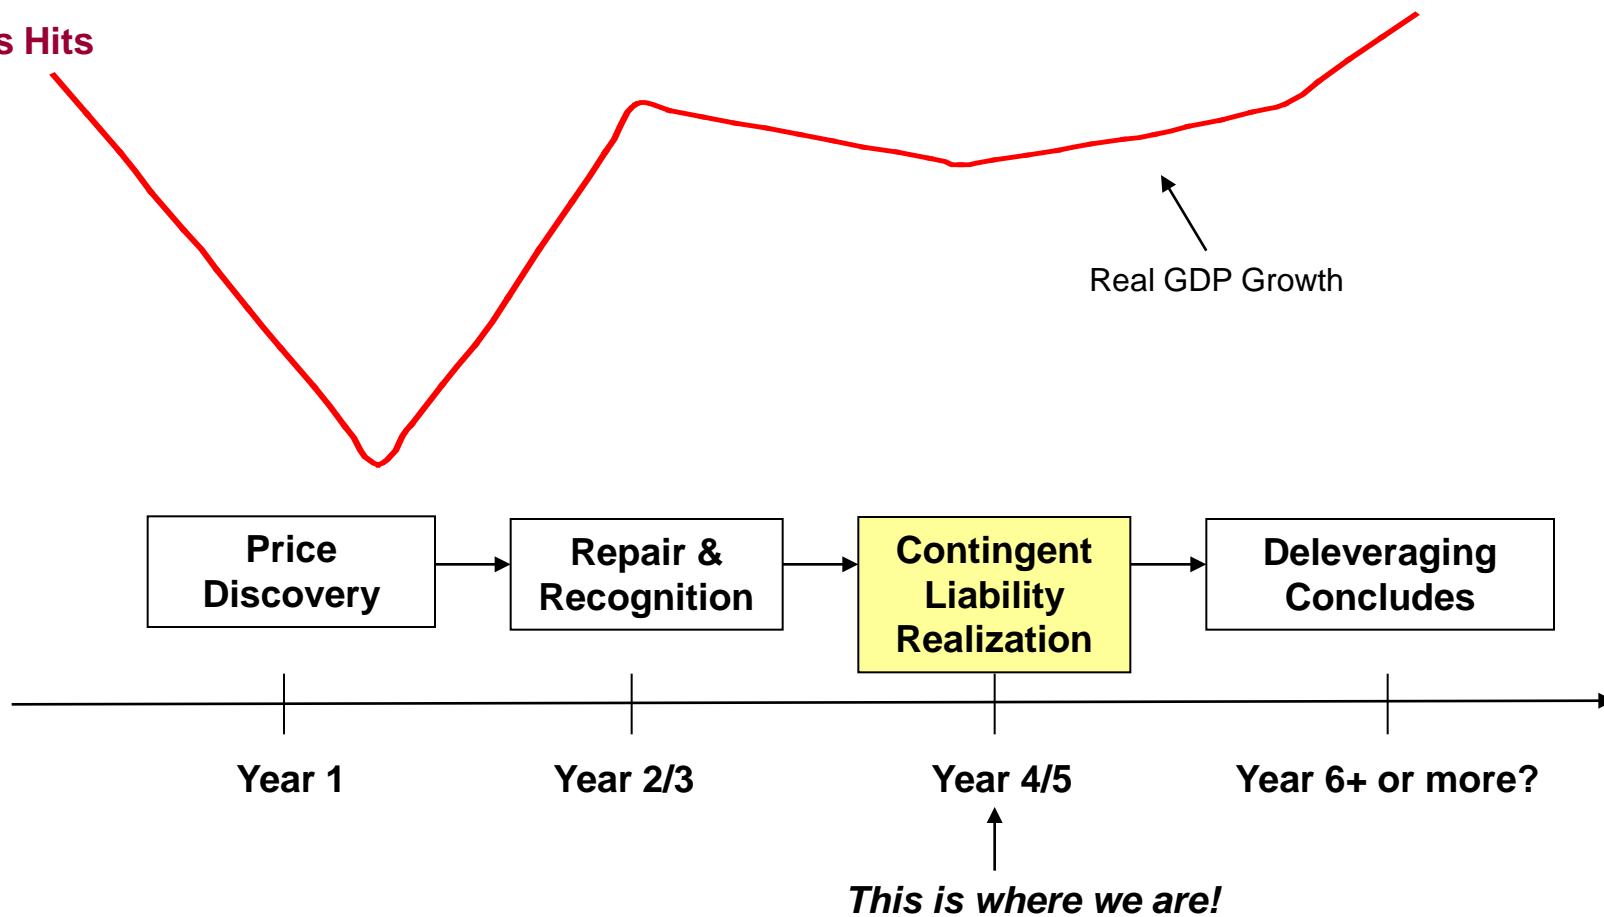 s Hits
Real GDP Growth
Price
Discovery
Repair &
Recognition
Contingent
Liability
Realization
Deleveraging
Concludes
Year 1
Year 2/3
Year 4/5
Year 6+ or more?
This is where we are!